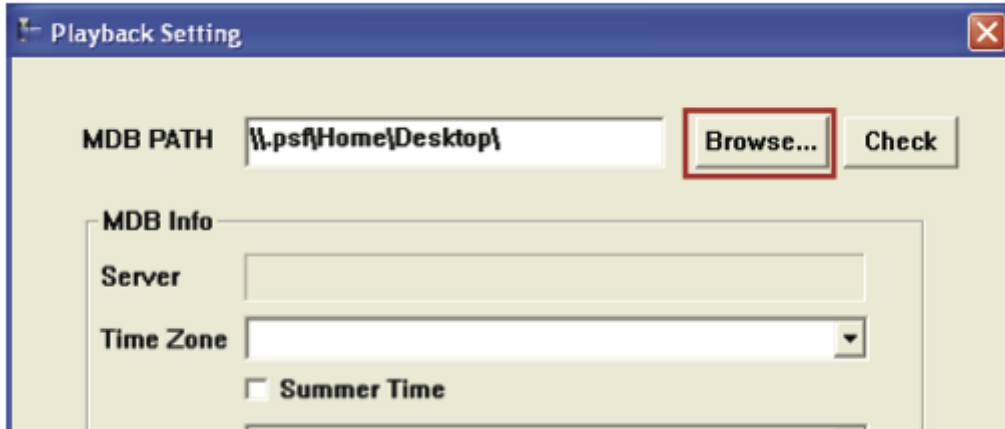 Playback Setting
MDB PATH \\.psf\Home\Desktop\ Browse... Check
MDB Info
Server
Time Zone
Summer Time